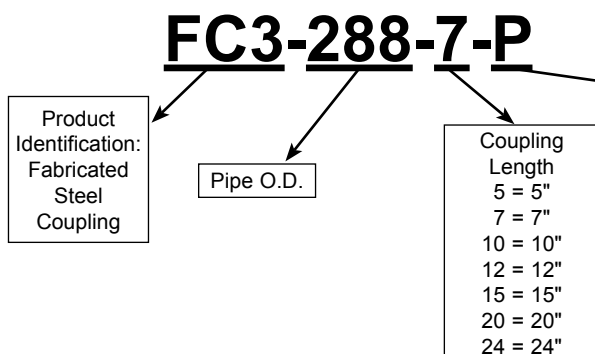 FC3-288-7-P
Product
Identification:
Fabricated
Steel
Coupling
Pipe O.D.
Coupling
Length
5 = 5"
7 = 7"
10 = 10"
12 = 12"
15 = 15"
20 = 20"
24 = 24"